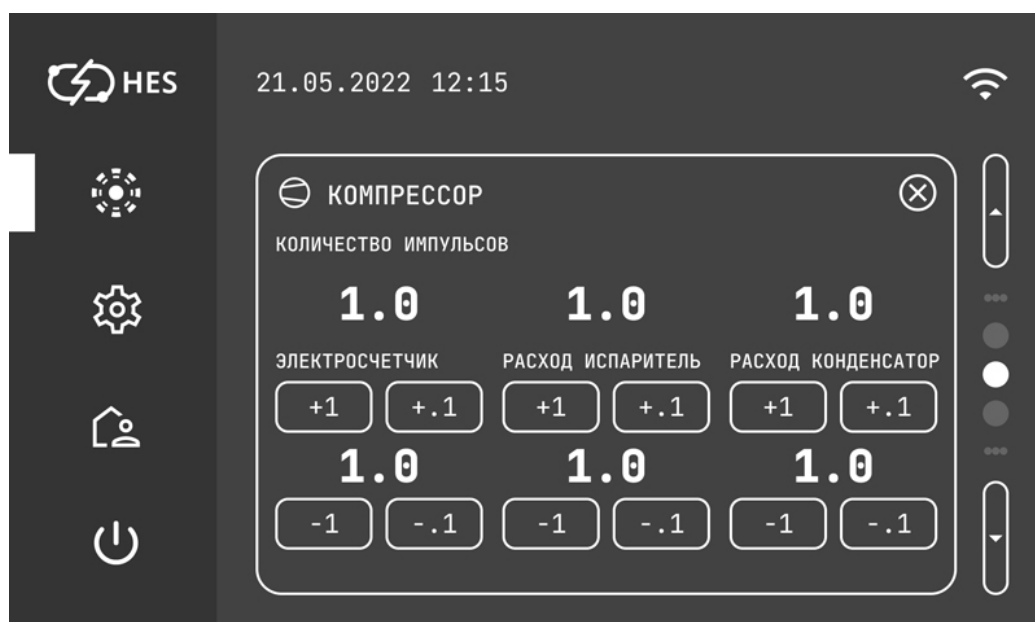 HES
21.05.2022 12:15
КОМПРЕССОР
КОЛИЧЕСТВО ИМПУЛЬСОВ
1.0 1.0 1.0
ЭЛЕКТРОСЧЕТЧИК РАСХОД ИСПАРИТЕЛЬ РАСХОД КОНДЕНСАТОР
+1 +.1 +1 +.1 +1 +.1
1.0 1.0 1.0
-1 -.1 -1 -.1 -1 -.1